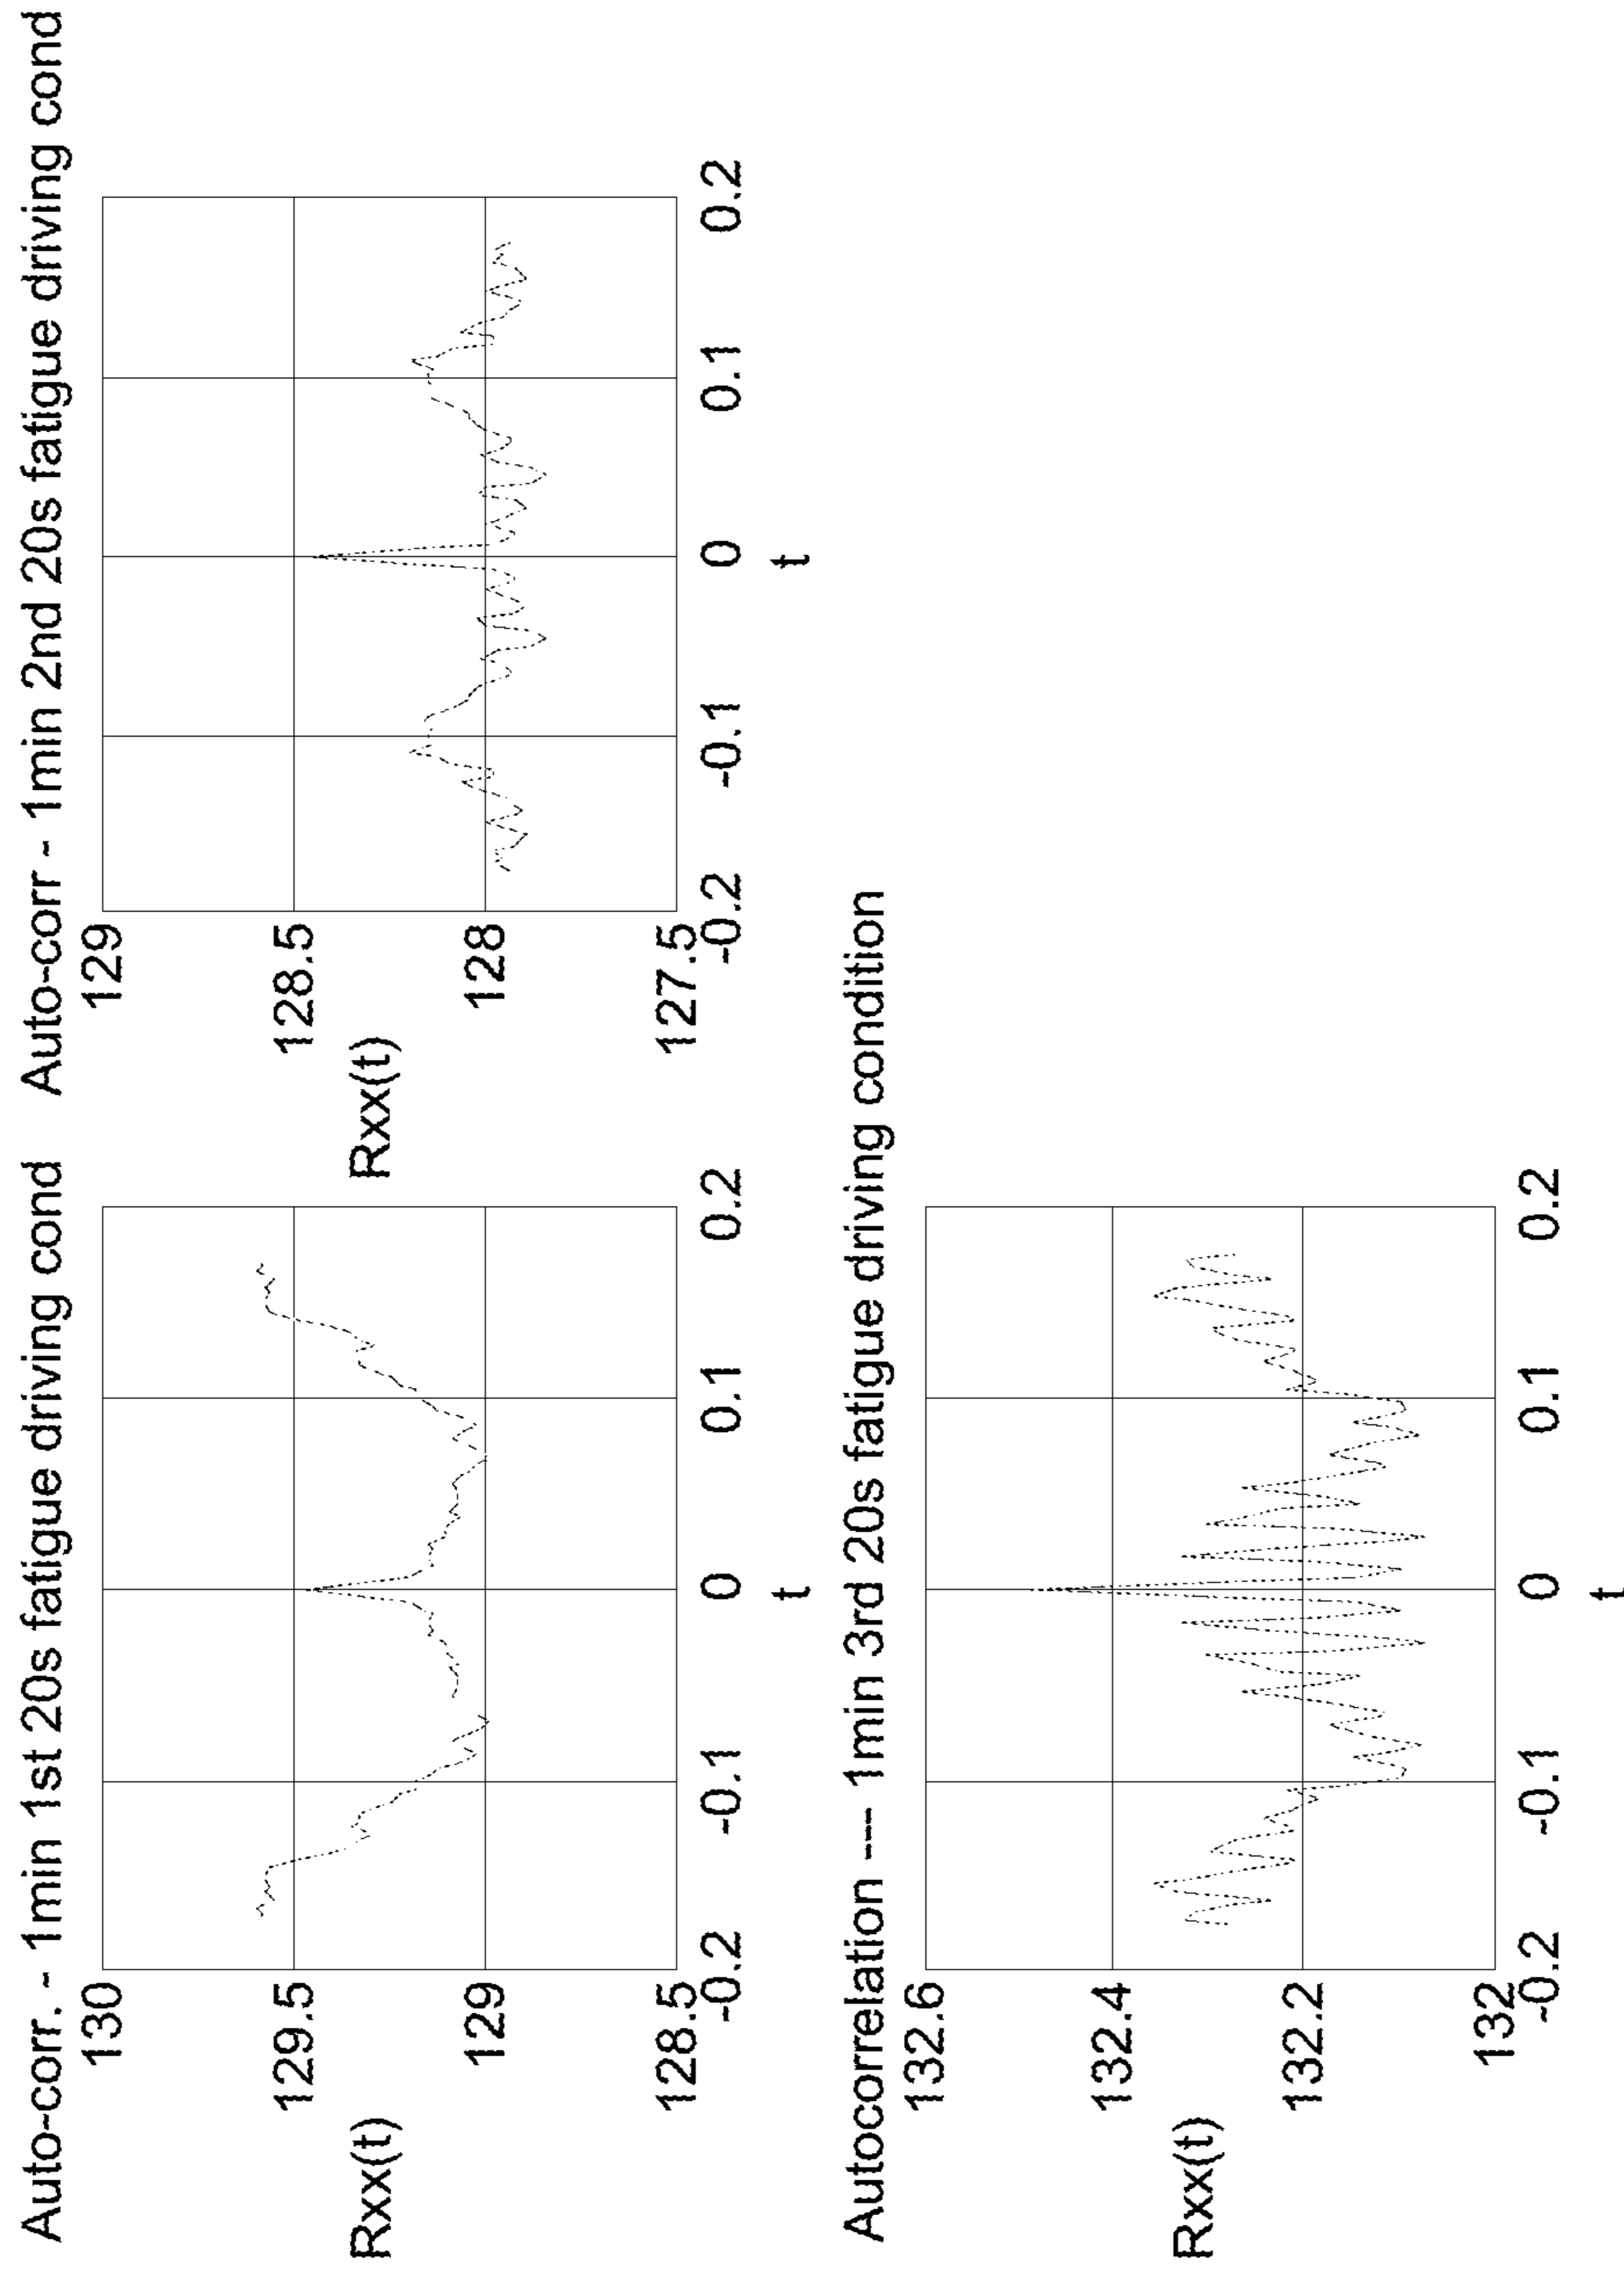 Auto-corr. - 1min 1st 20s fatigue driving cond
130
129.5
Rxx(t)
129
128.5
-0.2 -0.1 0 0.1 0.2
t
Auto-corr - 1min 2nd 20s fatigue driving cond
129
128.5
Rxx(t)
128
127.5
-0.2 -0.1 0 0.1 0.2
t
Autocorrelation --- 1min 3rd 20s fatigue driving condition
132.6
132.4
Rxx(t)
132.2
132
-0.2 -0.1 0 0.1 0.2
t